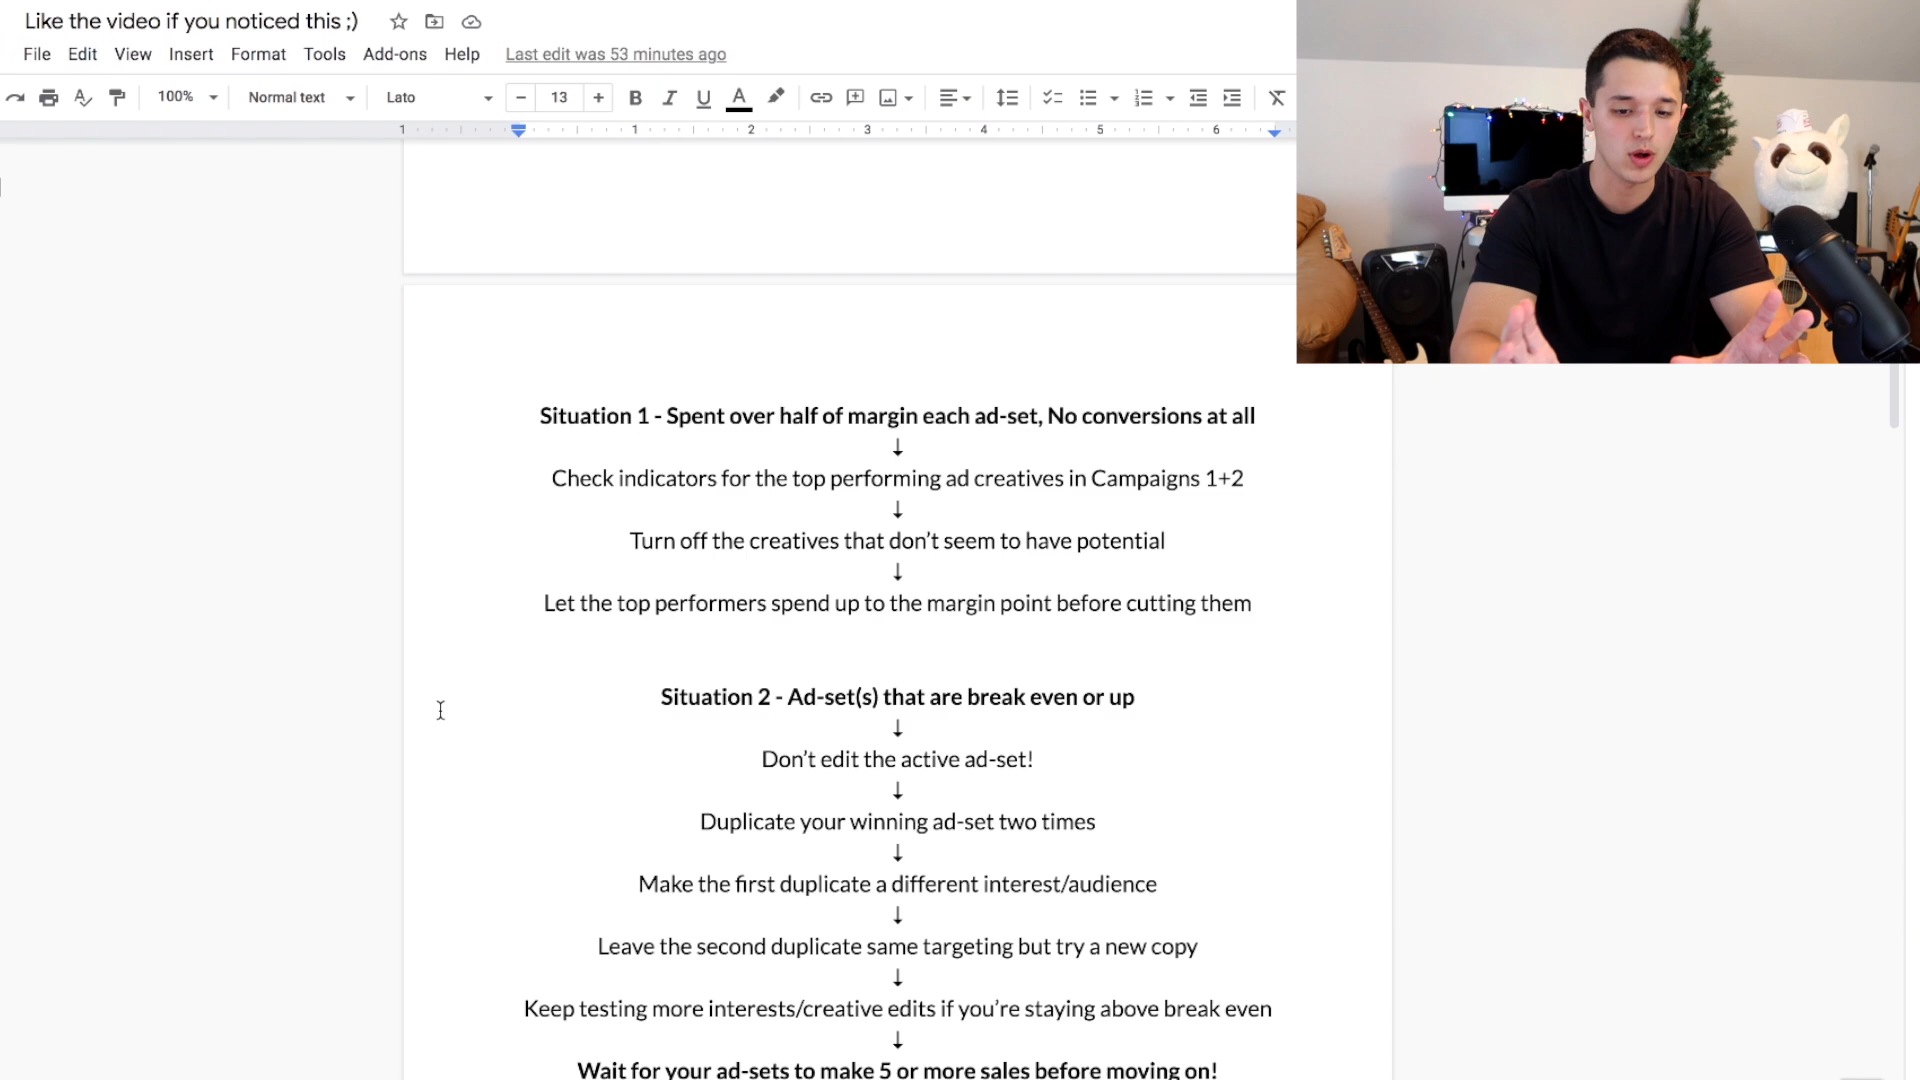 Like the video if you noticed this ;)
File Edit View Insert Format Tools Add-ons Help Last edit was 53 minutes ago
100% Normal text Lato − 13 + B I U A
1 1 2 3 4 5 6
Situation 1 - Spent over half of margin each ad-set, No conversions at all
↓
Check indicators for the top performing ad creatives in Campaigns 1+2
↓
Turn off the creatives that don't seem to have potential
↓
Let the top performers spend up to the margin point before cutting them
Situation 2 - Ad-set(s) that are break even or up
↓
Don't edit the active ad-set!
↓
Duplicate your winning ad-set two times
↓
Make the first duplicate a different interest/audience
↓
Leave the second duplicate same targeting but try a new copy
↓
Keep testing more interests/creative edits if you're staying above break even
↓
Wait for your ad-sets to make 5 or more sales before moving on!